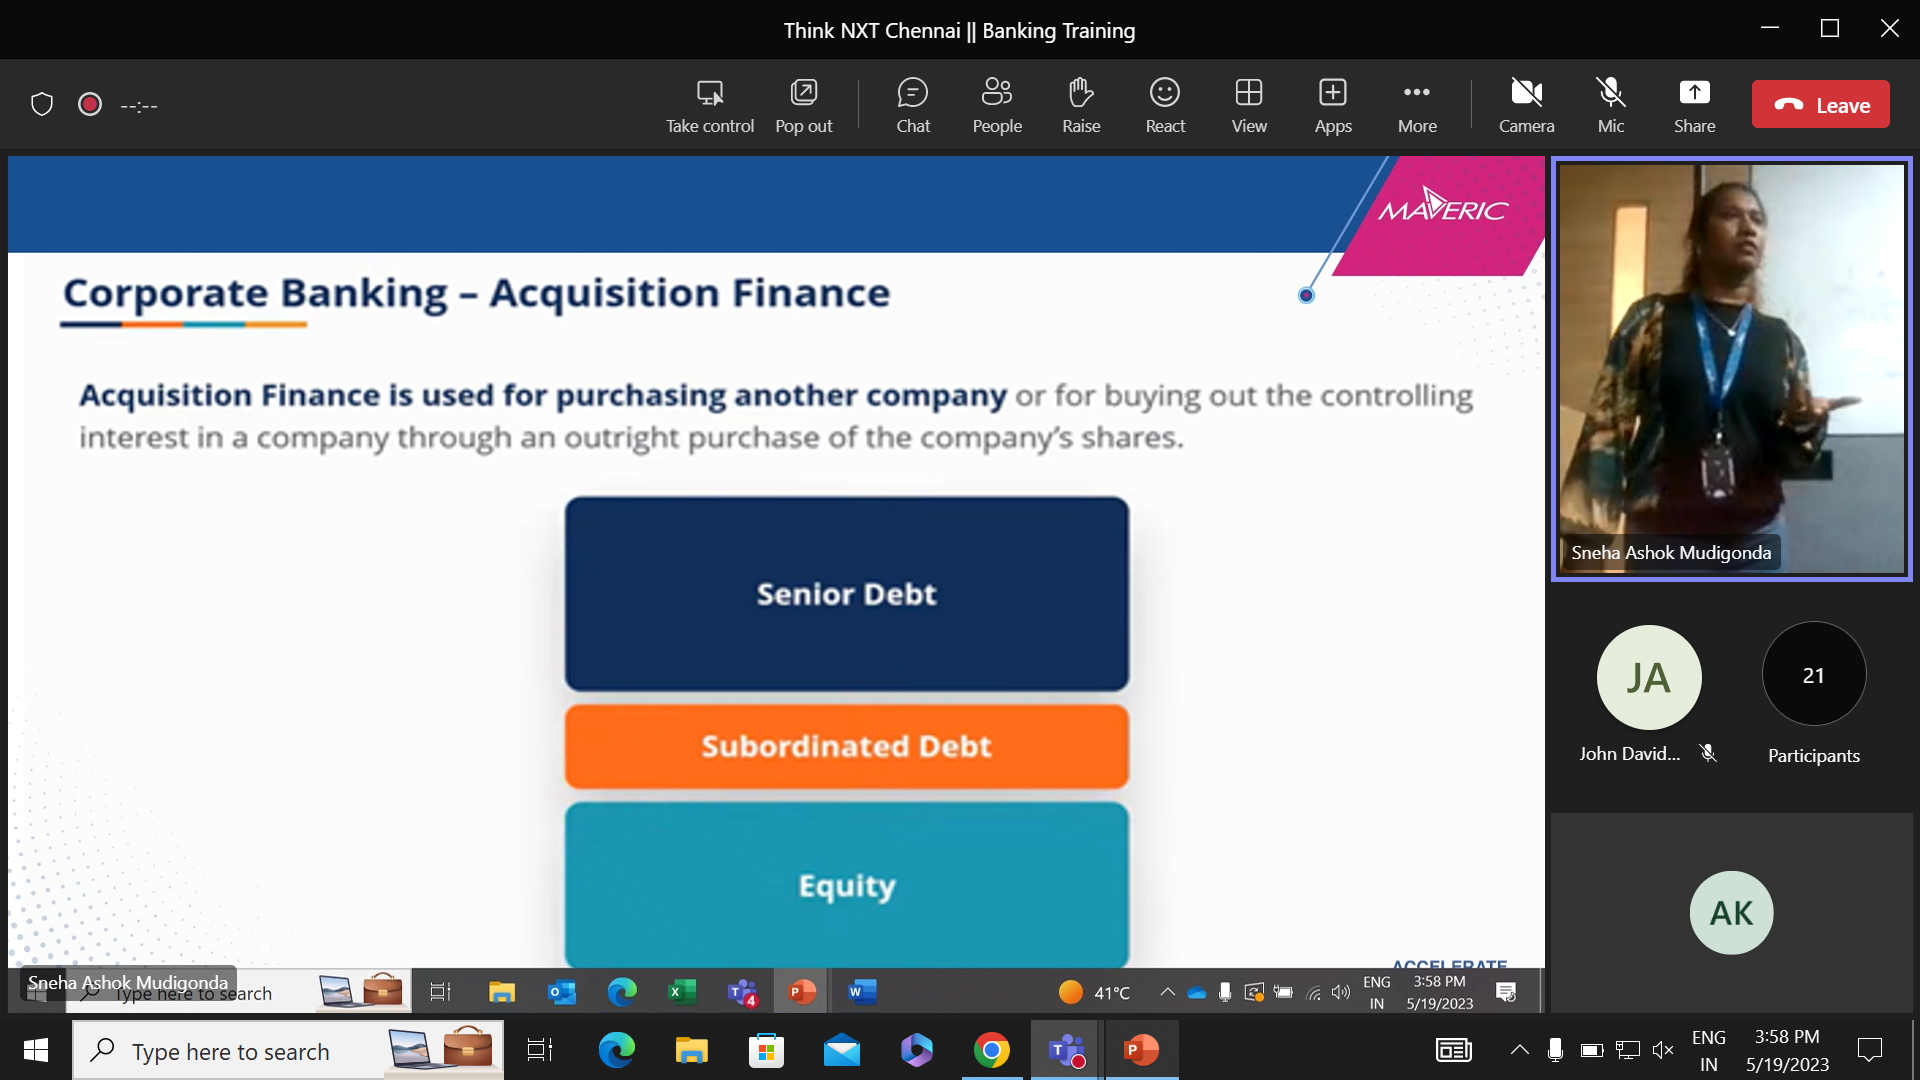 Think NXT Chennai || Banking Training
--:--
Take control
Pop out
Chat
People
Raise
React
View
Apps
More
Camera
Mic
Share
Leave
MAVERIC
Corporate Banking – Acquisition Finance
Acquisition Finance is used for purchasing another company or for buying out the controlling
interest in a company through an outright purchase of the company's shares.
Senior Debt
Subordinated Debt
Equity
ACCELERATE
Sneha Ashok Mudigonda
JA
John David...
21
Participants
AK
Sneha Ashok Mudigonda
Type here to search
4
41°C
ENG
IN
3:58 PM
5/19/2023
Type here to search
ENG
IN
3:58 PM
5/19/2023